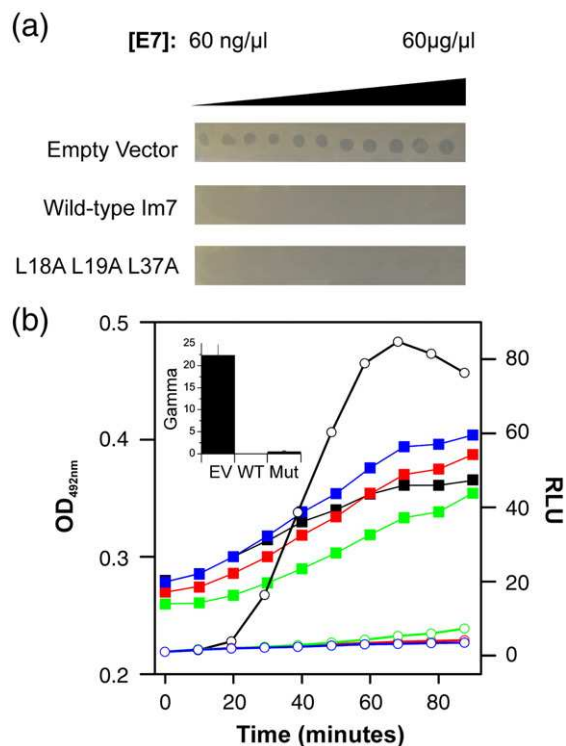 (a)
[E7]: 60 ng/µl 60µg/µl
Empty Vector
Wild-type Im7
L18A L19A L37A
(b)
0.5
0.4
0.3
0.2
OD492nm
25
20
15
10
5
0
Gamma
EV WT Mut
80
60
40
20
0
RLU
0 20 40 60 80
Time (minutes)